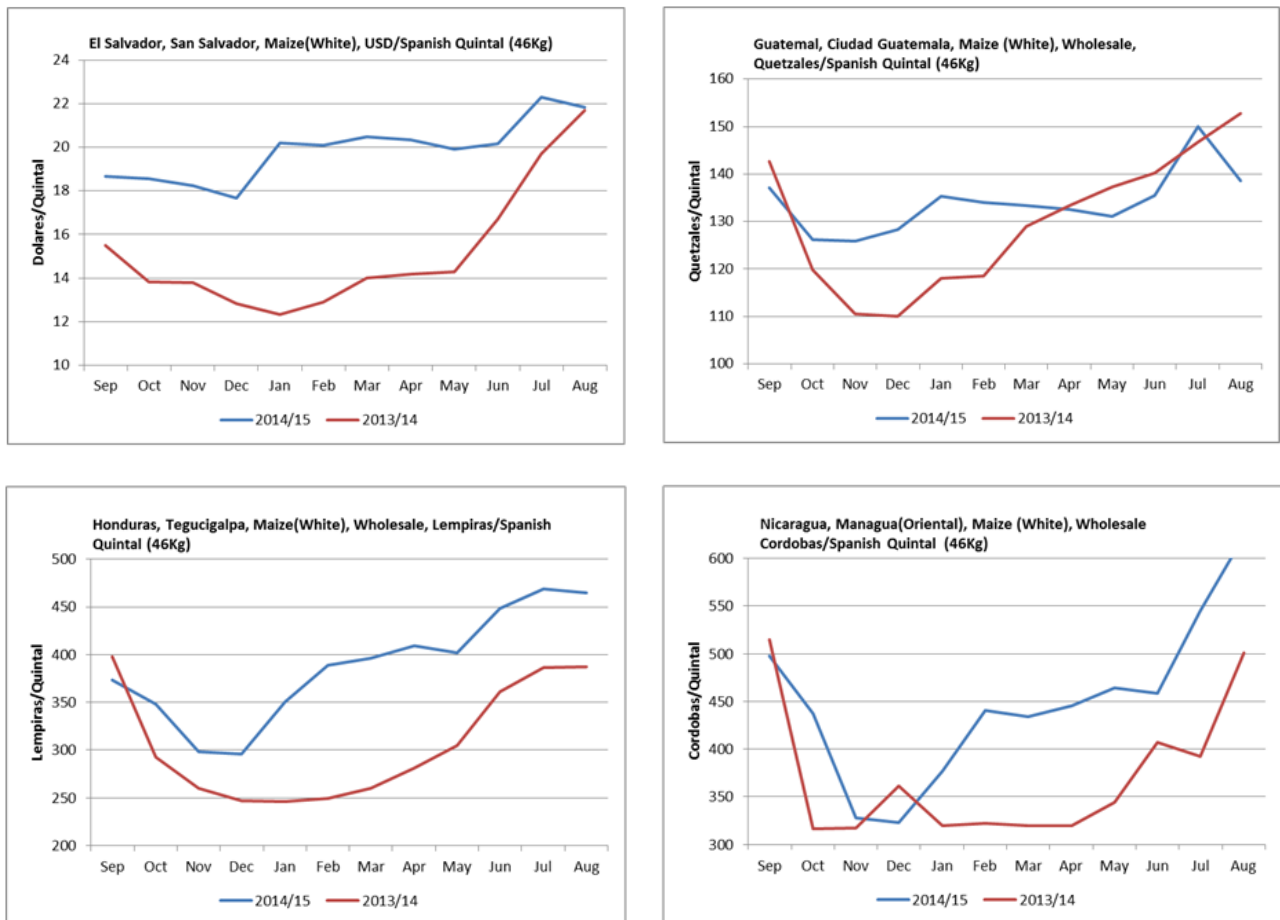 El Salvador, San Salvador, Maize(White), USD/Spanish Quintal (46Kg)
24
22
20
18
16
14
12
10
Dolares/Quintal
Sep Oct Nov Dec Jan Feb Mar Apr May Jun Jul Aug
2014/15 2013/14
Guatemal, Ciudad Guatemala, Maize (White), Wholesale,
Quetzales/Spanish Quintal (46Kg)
160
150
140
130
120
110
100
Quetzales/Quintal
Sep Oct Nov Dec Jan Feb Mar Apr May Jun Jul Aug
2014/15 2013/14
Honduras, Tegucigalpa, Maize(White), Wholesale, Lempiras/Spanish
Quintal (46Kg)
500
450
400
350
300
250
200
Lempiras/Quintal
Sep Oct Nov Dec Jan Feb Mar Apr May Jun Jul Aug
2014/15 2013/14
Nicaragua, Managua(Oriental), Maize (White), Wholesale
Cordobas/Spanish Quintal (46Kg)
600
550
500
450
400
350
300
Cordobas/Quintal
Sep Oct Nov Dec Jan Feb Mar Apr May Jun Jul Aug
2014/15 2013/14